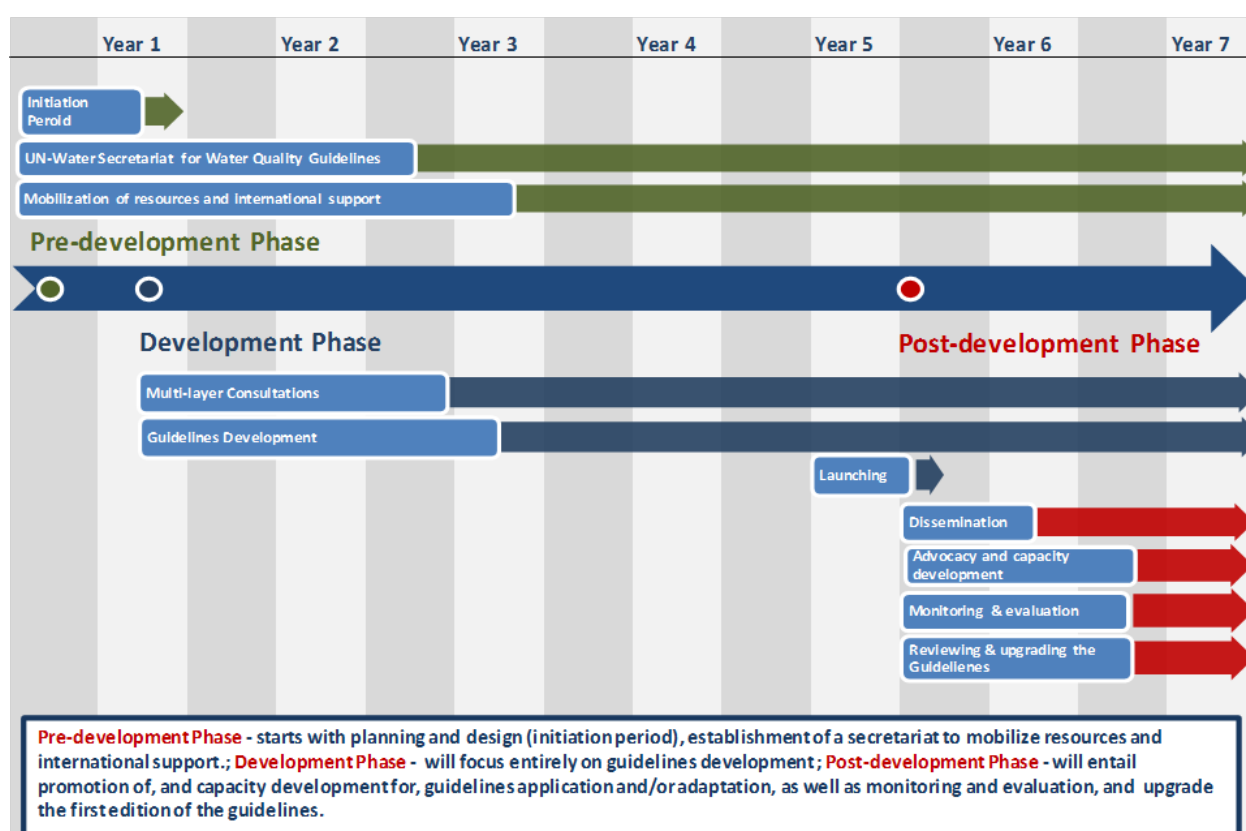 Year 1 Year 2 Year 3 Year 4 Year 5 Year 6 Year 7
Initiation
Peroid
UN-Water Secretariat for Water Quality Guidelines
Mobilization of resources and international support
Pre-development Phase
Development Phase
Post-development Phase
Multi-layer Consultations
Guidelines Development
Launching
Dissemination
Advocacy and capacity
development
Monitoring & evaluation
Reviewing & upgrading the
Guidelienes
Pre-development Phase - starts with planning and design (initiation period), establishment of a secretariat to mobilize resources and
international support.; Development Phase - will focus entirely on guidelines development; Post-development Phase - will entail
promotion of, and capacity development for, guidelines application and/or adaptation, as well as monitoring and evaluation, and upgrade
the first edition of the guidelines.